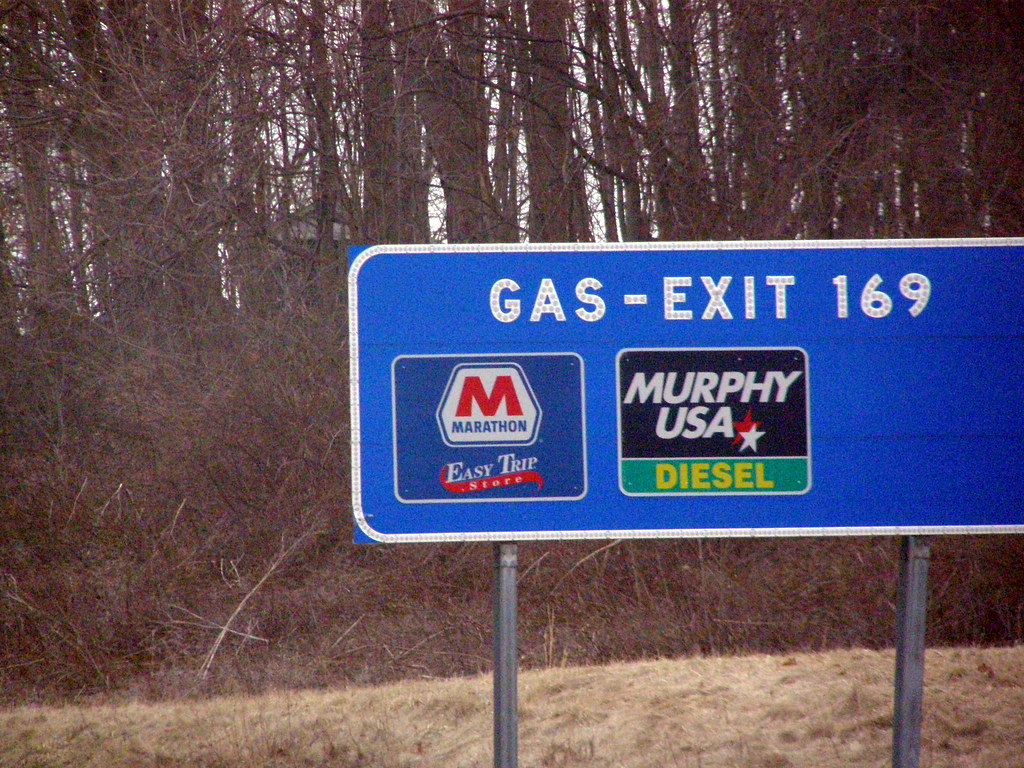 GAS - EXIT 169
M
MARATHON
EASY TRIP
Store
MURPHY
USA
DIESEL